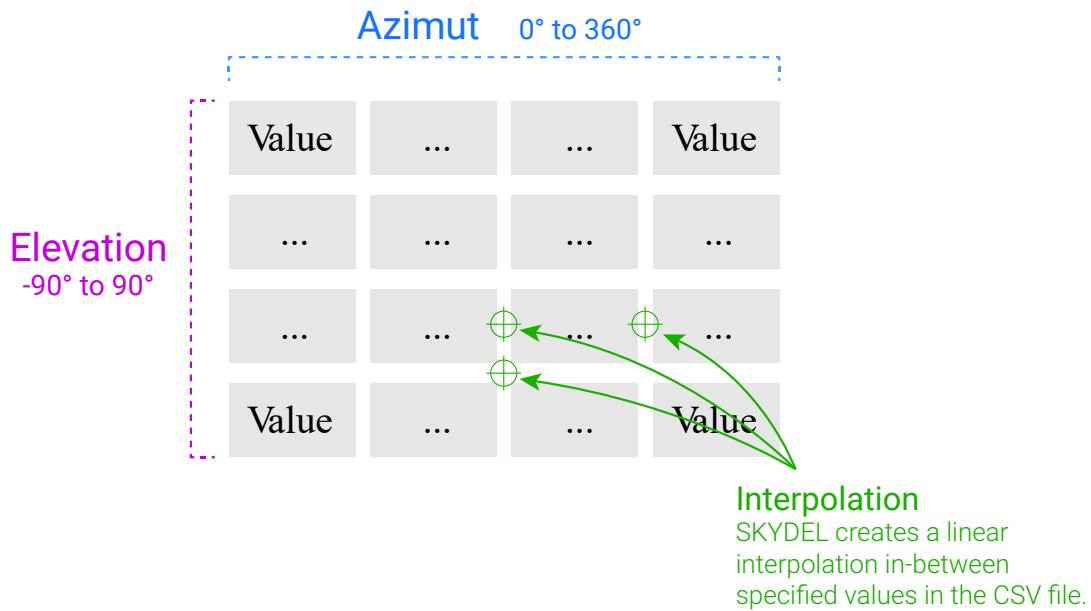 Azimut 0° to 360°
Value ... ... Value
... ... ... ...
Elevation
-90° to 90°
... ... ... ...
Value ... ... Value
Interpolation
SKYDEL creates a linear
interpolation in-between
specified values in the CSV file.